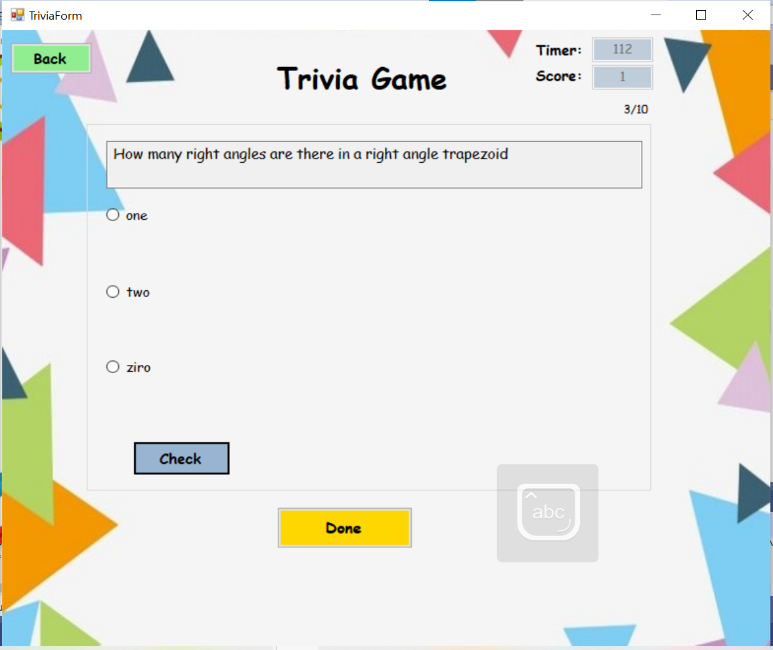 TriviaForm
Back
Trivia Game
Timer: 112
Score: 1
3/10
How many right angles are there in a right angle trapezoid
one
two
ziro
Check
abc
Done